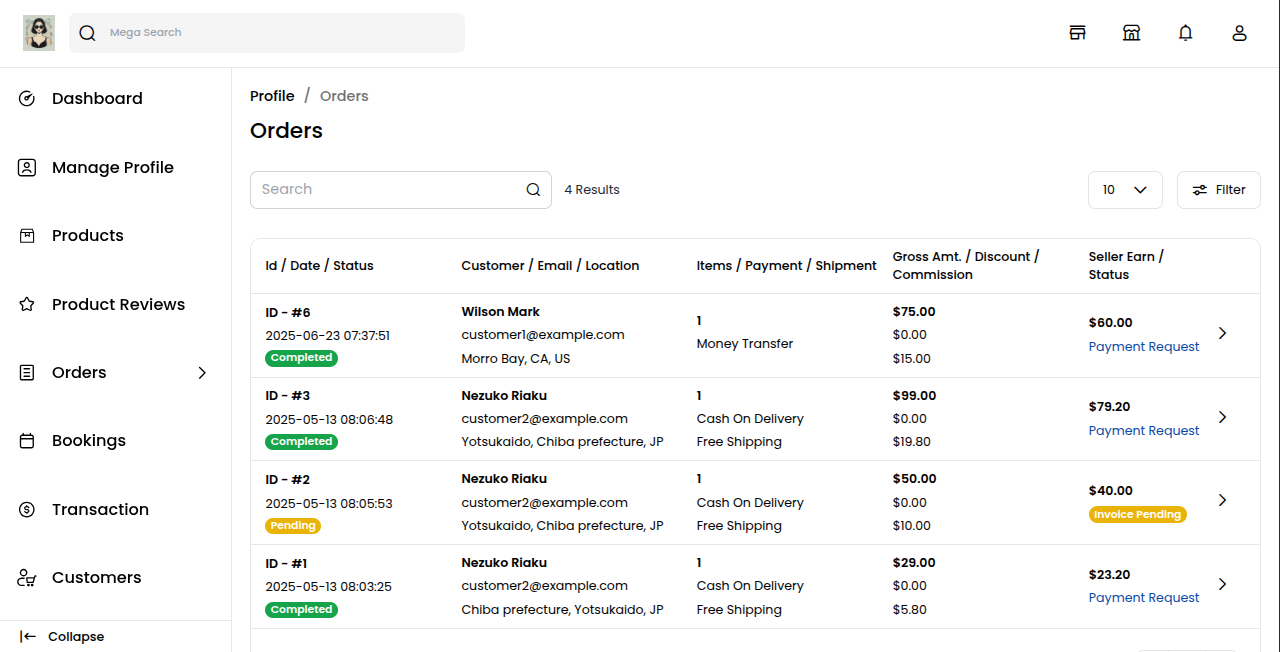 Mega Search
Dashboard
Manage Profile
Products
Product Reviews
Orders
Bookings
Transaction
Customers
Collapse
Profile / Orders
Orders
Search
4 Results
10
Filter
Id / Date / Status
Customer / Email / Location
Items / Payment / Shipment
Gross Amt. / Discount /
Commission
Seller Earn /
Status
ID - #6
2025-06-23 07:37:51
Completed
Wilson Mark
customer1@example.com
Morro Bay, CA, US
1
Money Transfer
$75.00
$0.00
$15.00
$60.00
Payment Request
ID - #3
2025-05-13 08:06:48
Completed
Nezuko Riaku
customer2@example.com
Yotsukaido, Chiba prefecture, JP
1
Cash On Delivery
Free Shipping
$99.00
$0.00
$19.80
$79.20
Payment Request
ID - #2
2025-05-13 08:05:53
Pending
Nezuko Riaku
customer2@example.com
Yotsukaido, Chiba prefecture, JP
1
Cash On Delivery
Free Shipping
$50.00
$0.00
$10.00
$40.00
Invoice Pending
ID - #1
2025-05-13 08:03:25
Completed
Nezuko Riaku
customer2@example.com
Chiba prefecture, Yotsukaido, JP
1
Cash On Delivery
Free Shipping
$29.00
$0.00
$5.80
$23.20
Payment Request